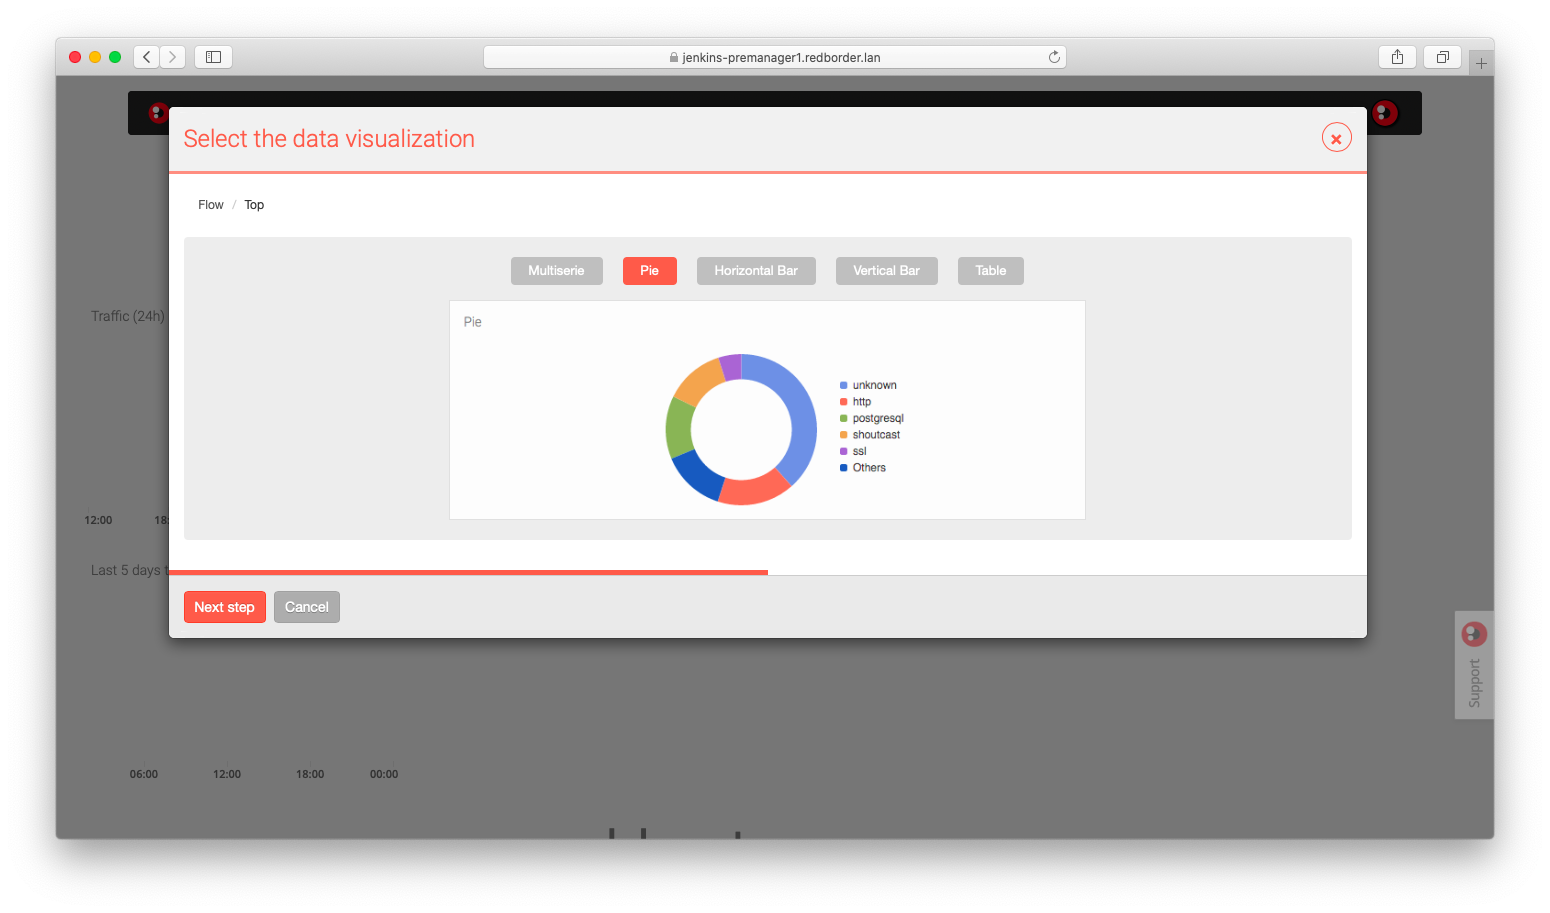 jenkins-premanager1.redborder.lan
Select the data visualization
Flow / Top
Multiserie Pie Horizontal Bar Vertical Bar Table
Pie
unknown
http
postgresql
shoutcast
ssl
Others
Traffic (24h)
12:00 18:
Last 5 days t
Next step Cancel
Support
06:00 12:00 18:00 00:00